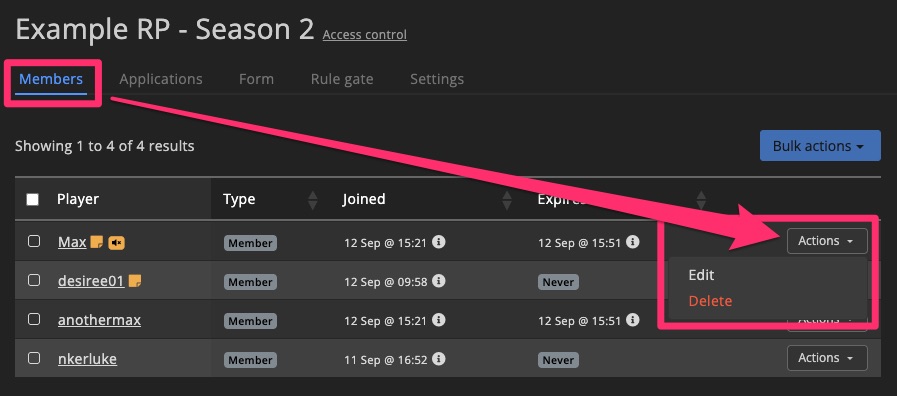 Example RP - Season 2 Access control
Members Applications Form Rule gate Settings
Showing 1 to 4 of 4 results Bulk actions
Player Type Joined Expires
Max Member 12 Sep @ 15:21 12 Sep @ 15:51 Actions
Edit
desiree01 Member 12 Sep @ 09:58 Never
Delete
anothermax Member 12 Sep @ 15:21 12 Sep @ 15:51 Actions
nkerluke Member 11 Sep @ 16:52 Never Actions